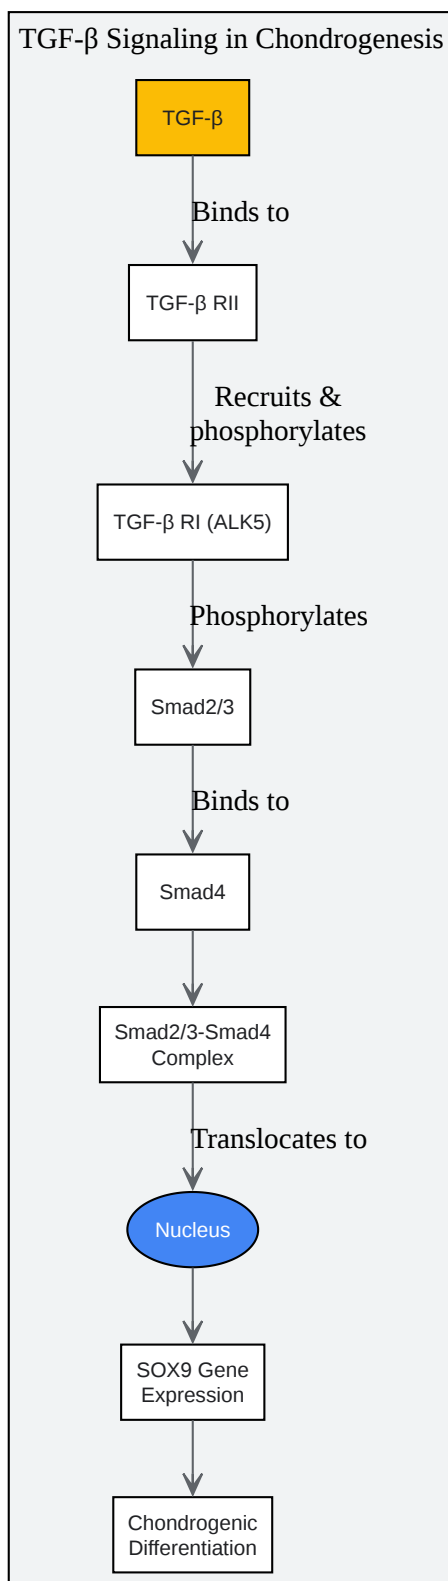 TGF-β Signaling in Chondrogenesis
TGF-β
Binds to
TGF-β RII
Recruits &
phosphorylates
TGF-β RI (ALK5)
Phosphorylates
Smad2/3
Binds to
Smad4
Smad2/3-Smad4
Complex
Translocates to
Nucleus
SOX9 Gene
Expression
Chondrogenic
Differentiation